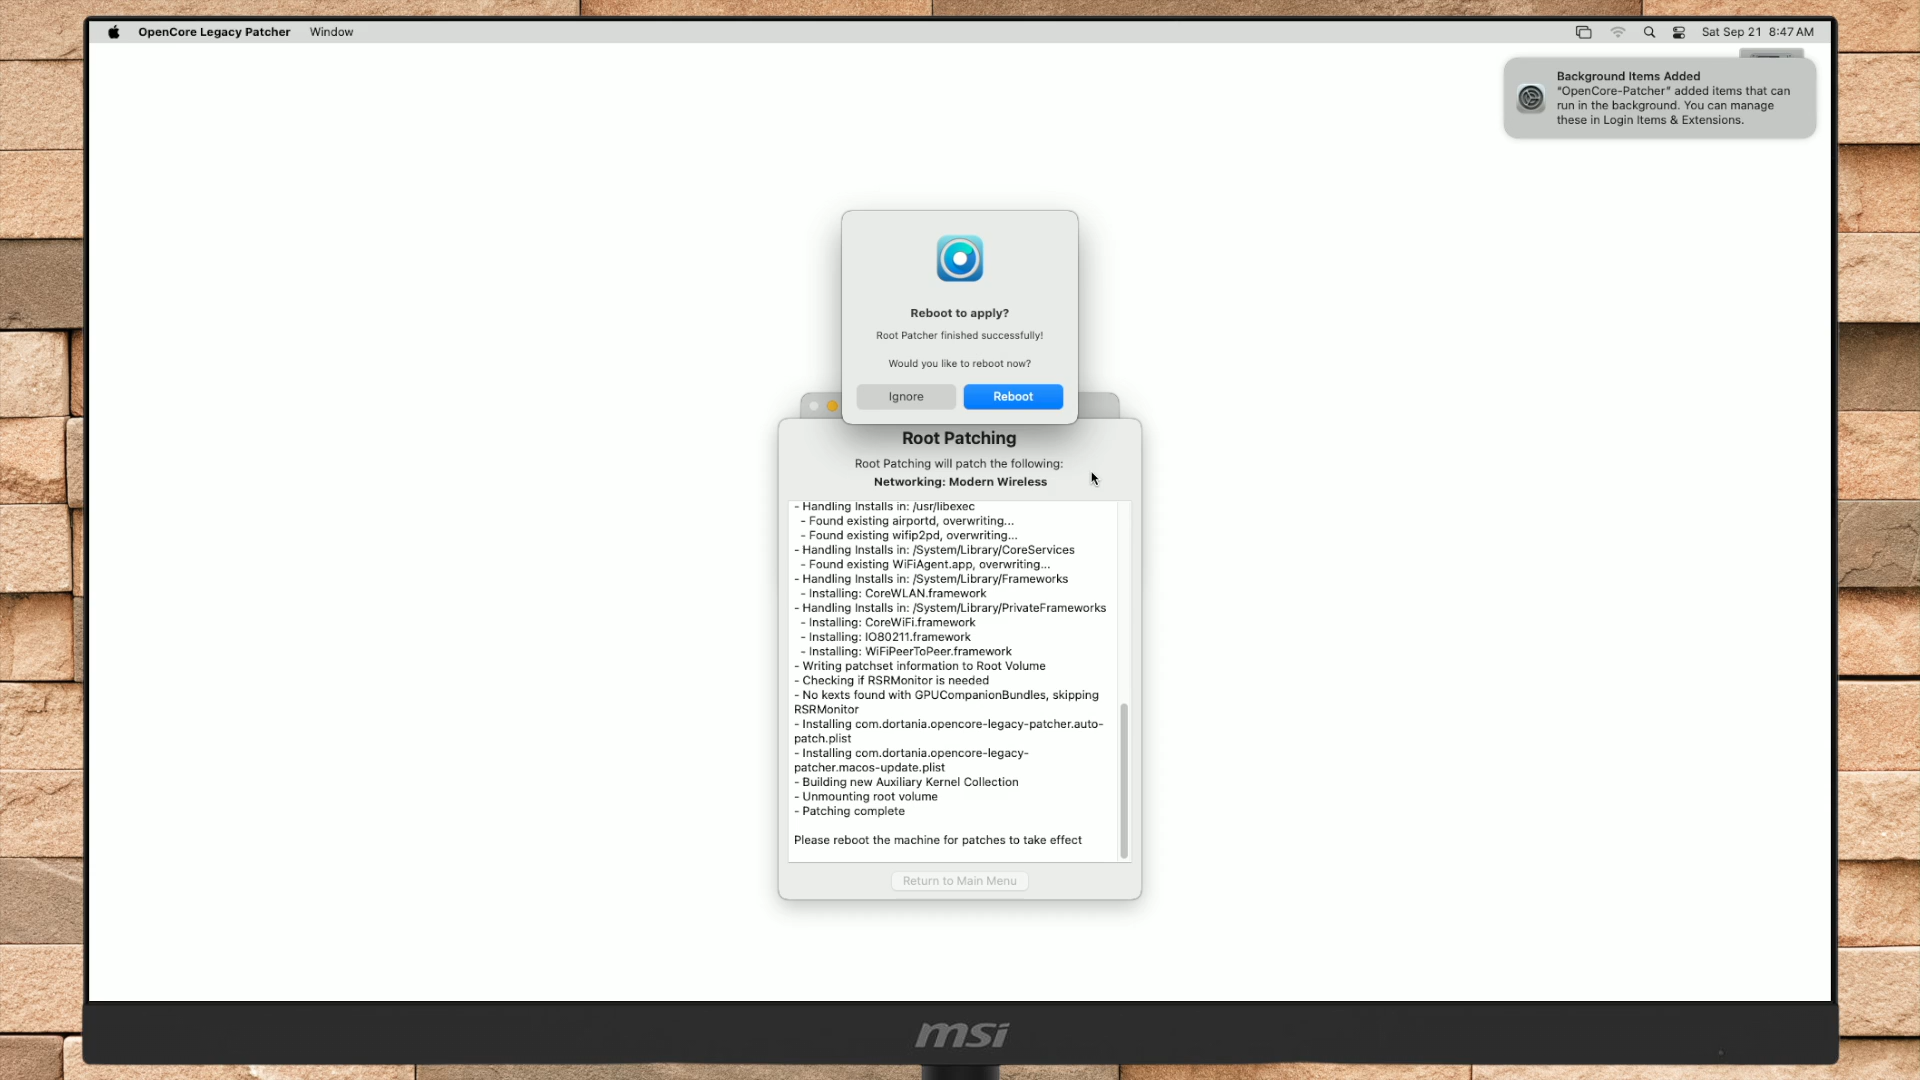 OpenCore Legacy Patcher Window
Sat Sep 21 8:47 AM
Background Items Added
"OpenCore-Patcher" added items that can
run in the background. You can manage
these in Login Items & Extensions.
Reboot to apply?
Root Patcher finished successfully!
Would you like to reboot now?
Ignore Reboot
Root Patching
Root Patching will patch the following:
Networking: Modern Wireless
- Handling Installs in: /usr/libexec
- Found existing airportd, overwriting...
- Found existing wifip2pd, overwriting...
- Handling Installs in: /System/Library/CoreServices
- Found existing WiFiAgent.app, overwriting...
- Handling Installs in: /System/Library/Frameworks
- Installing: CoreWLAN.framework
- Handling Installs in: /System/Library/PrivateFrameworks
- Installing: CoreWiFi.framework
- Installing: IO80211.framework
- Installing: WiFiPeerToPeer.framework
- Writing patchset information to Root Volume
- Checking if RSRMonitor is needed
- No kexts found with GPUCompanionBundles, skipping
RSRMonitor
- Installing com.dortania.opencore-legacy-patcher.auto-
patch.plist
- Installing com.dortania.opencore-legacy-
patcher.macos-update.plist
- Building new Auxiliary Kernel Collection
- Unmounting root volume
- Patching complete
Please reboot the machine for patches to take effect
Return to Main Menu
msi